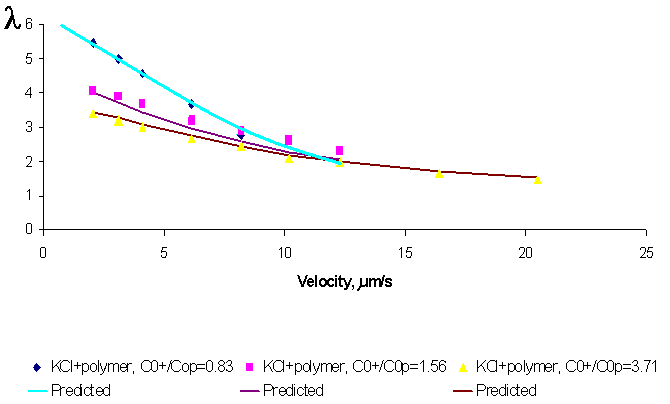 λ
6
5
4
3
2
1
0
0 5 10 15 20 25
Velocity, µm/s
KCl+polymer, C0+/Cop=0.83 KCl+polymer, C0+/C0p=1.56 KCl+polymer, C0+/C0p=3.71
Predicted Predicted Predicted